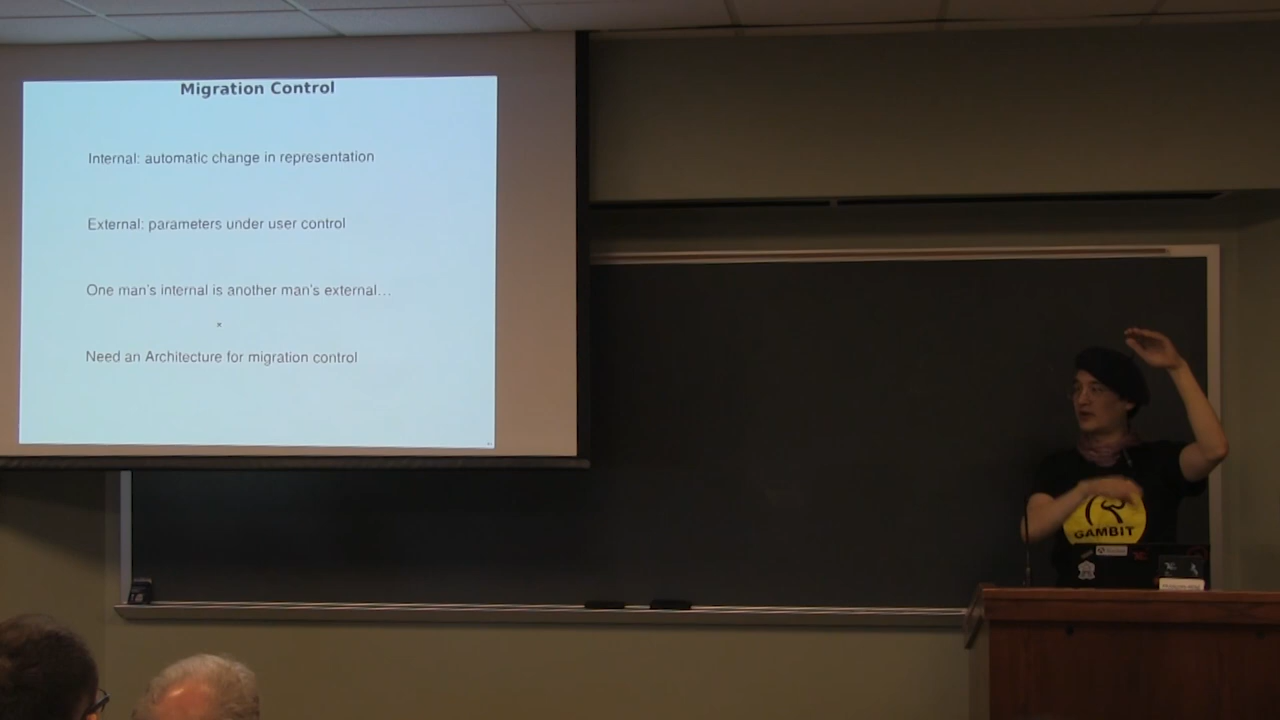 Migration Control
Internal: automatic change in representation
External: parameters under user control
One man's internal is another man's external…
Need an Architecture for migration control
GAMBIT